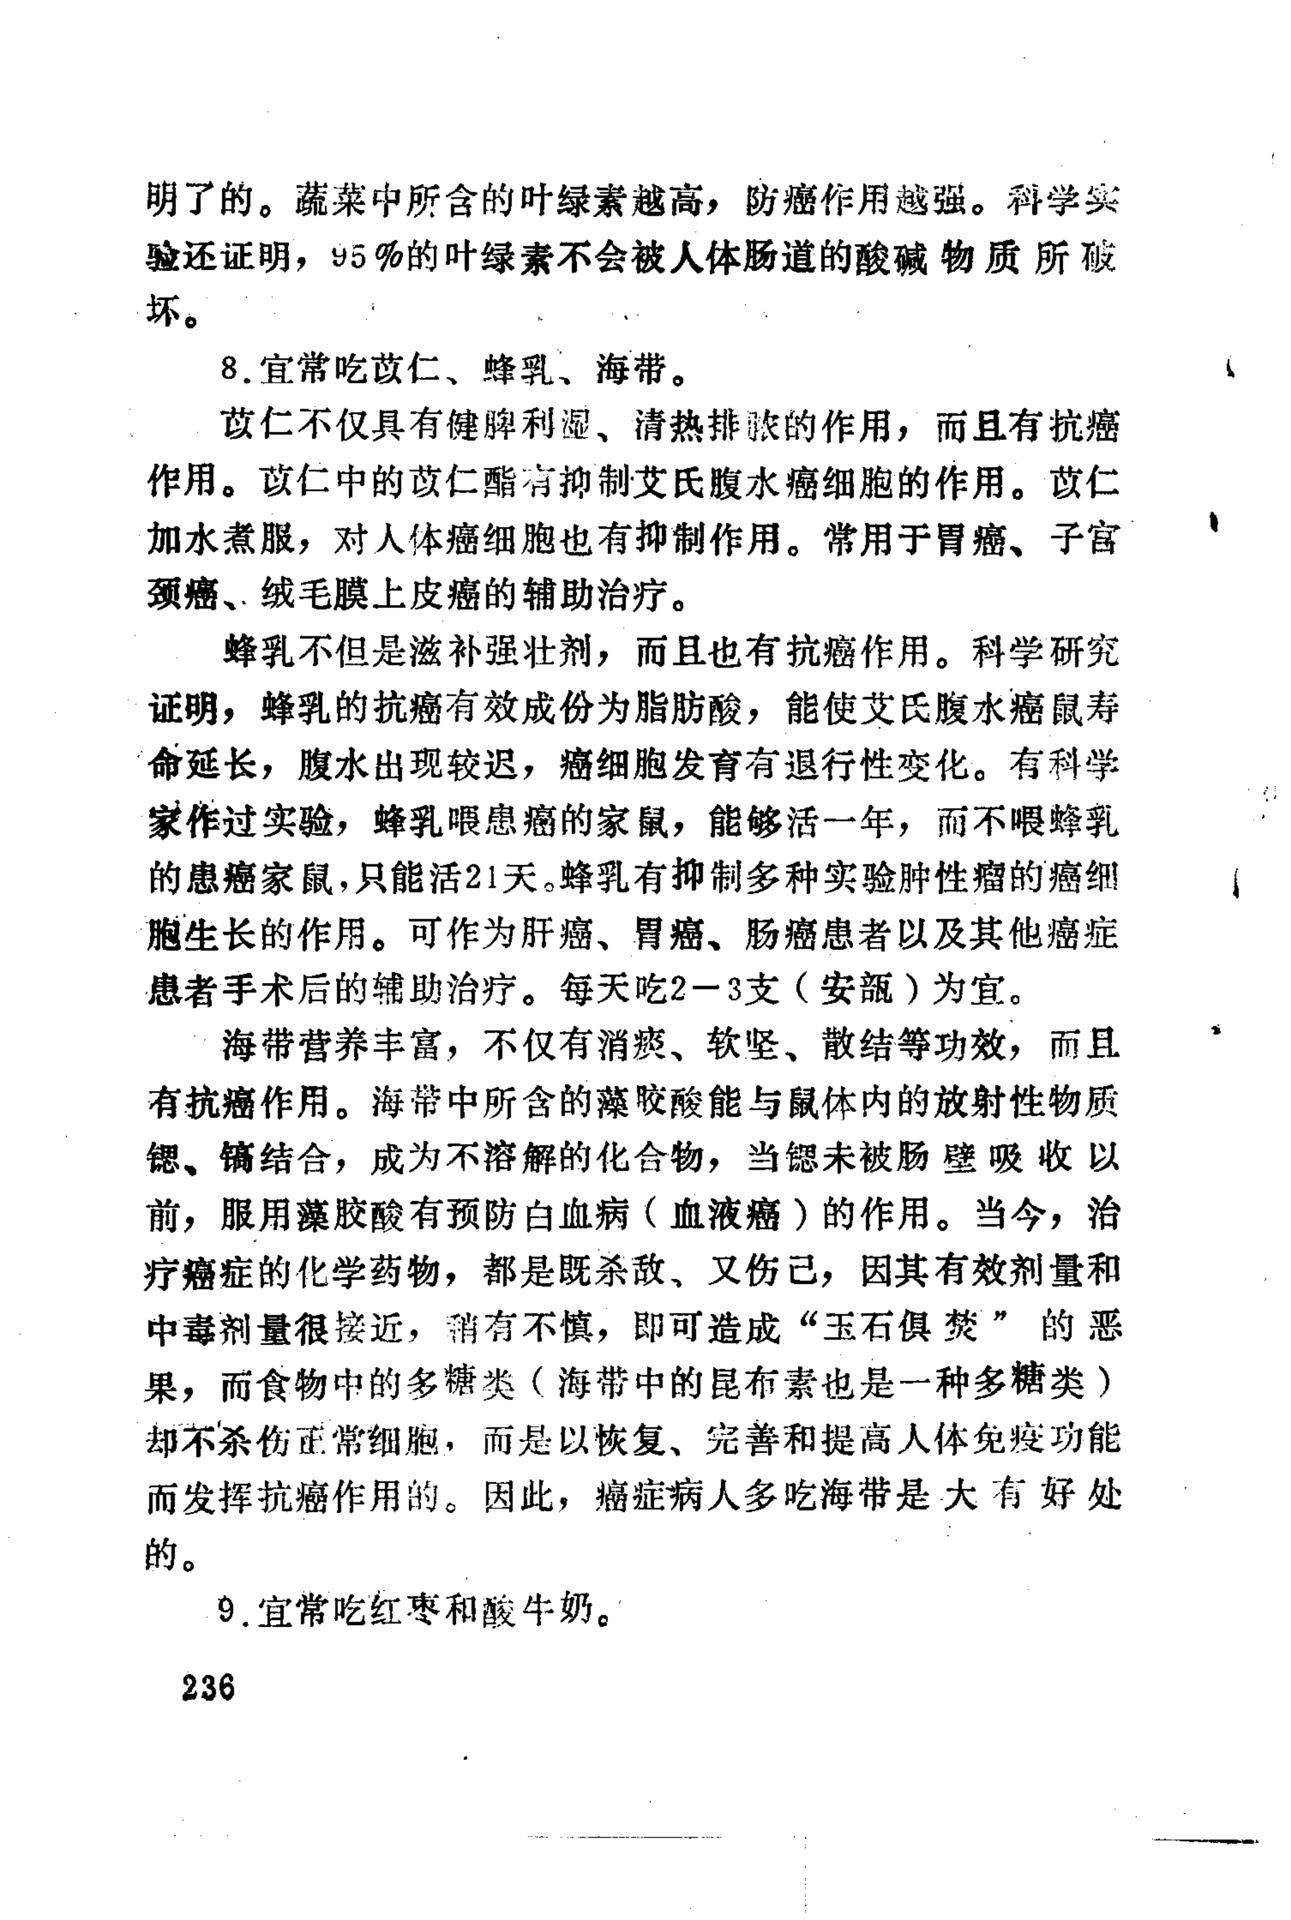 明了的。蔬菜中所含的叶绿素越高，防癌作用越强。科学实
验还证明，95%的叶绿素不会被人体肠道的酸碱物质所破
坏。
8.宜常吃苡仁、蜂乳、海带。
苡仁不仅具有健脾利湿、清热排脓的作用，而且有抗癌
作用。苡仁中的苡仁酯有抑制艾氏腹水癌细胞的作用。苡仁
加水煮服，对人体癌细胞也有抑制作用。常用于胃癌、子宫
颈癌、绒毛膜上皮癌的辅助治疗。
蜂乳不但是滋补强壮剂，而且也有抗癌作用。科学研究
证明，蜂乳的抗癌有效成份为脂肪酸，能使艾氏腹水癌鼠寿
命延长，腹水出现较迟，癌细胞发育有退行性变化。有科学
家作过实验，蜂乳喂患癌的家鼠，能够活一年，而不喂蜂乳
的患癌家鼠，只能活21天。蜂乳有抑制多种实验肿性瘤的癌细
胞生长的作用。可作为肝癌、胃癌、肠癌患者以及其他癌症
患者手术后的辅助治疗。每天吃2－3支（安瓿）为宜。
海带营养丰富，不仅有消痰、软坚、散结等功效，而且
有抗癌作用。海带中所含的藻胶酸能与鼠体内的放射性物质
锶、镉结合，成为不溶解的化合物，当锶未被肠壁吸收以
前，服用藻胶酸有预防白血病（血液癌）的作用。当今，治
疗癌症的化学药物，都是既杀敌、又伤己，因其有效剂量和
中毒剂量很接近，稍有不慎，即可造成“玉石俱焚”的恶
果，而食物中的多糖类（海带中的昆布素也是一种多糖类）
却不杀伤正常细胞，而是以恢复、完善和提高人体免疫功能
而发挥抗癌作用的。因此，癌症病人多吃海带是大有好处
的。
9.宜常吃红枣和酸牛奶。
236